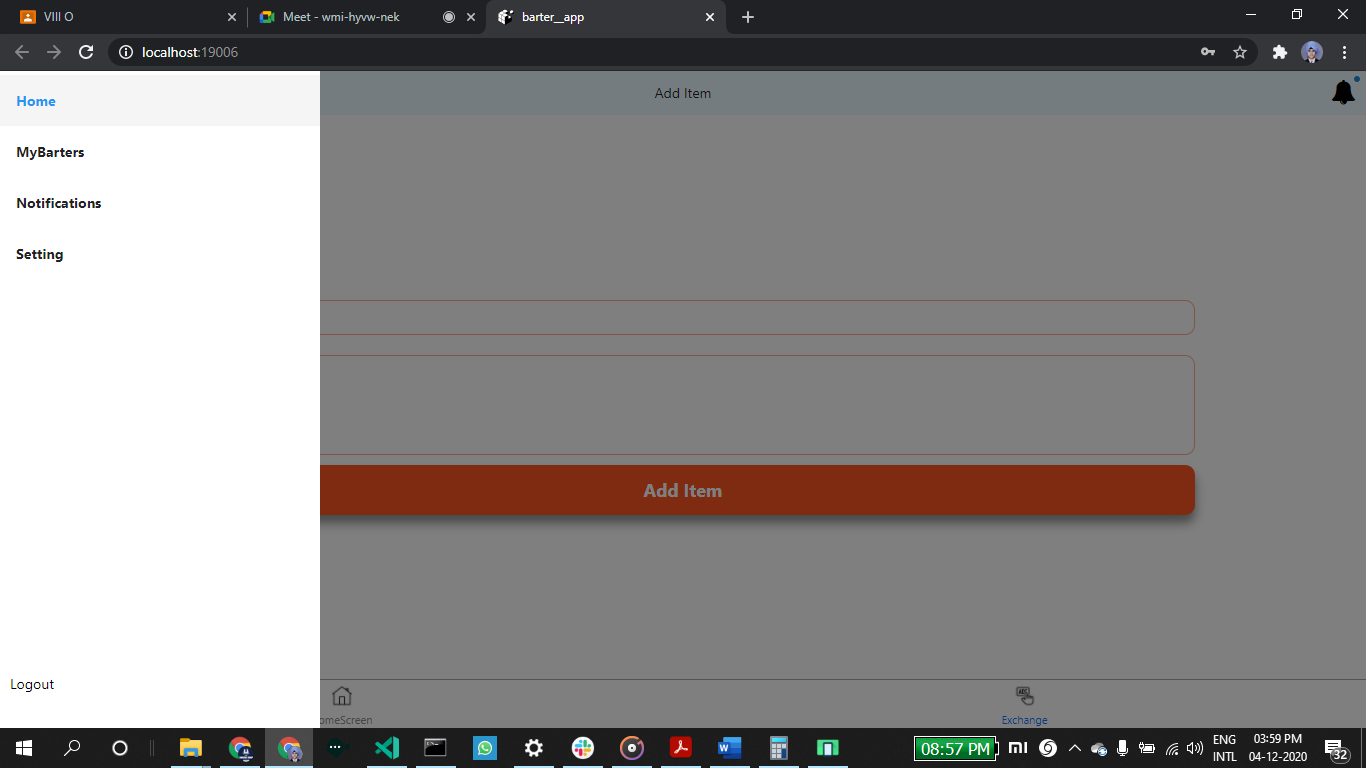 VIII O
Meet - wmi-hyvw-nek
barter__app
localhost:19006
Home
Add Item
MyBarters
Notifications
Setting
Add Item
Logout
omeScreen
Exchange
08:57 PM
ENG
INTL
03:59 PM
04-12-2020
32